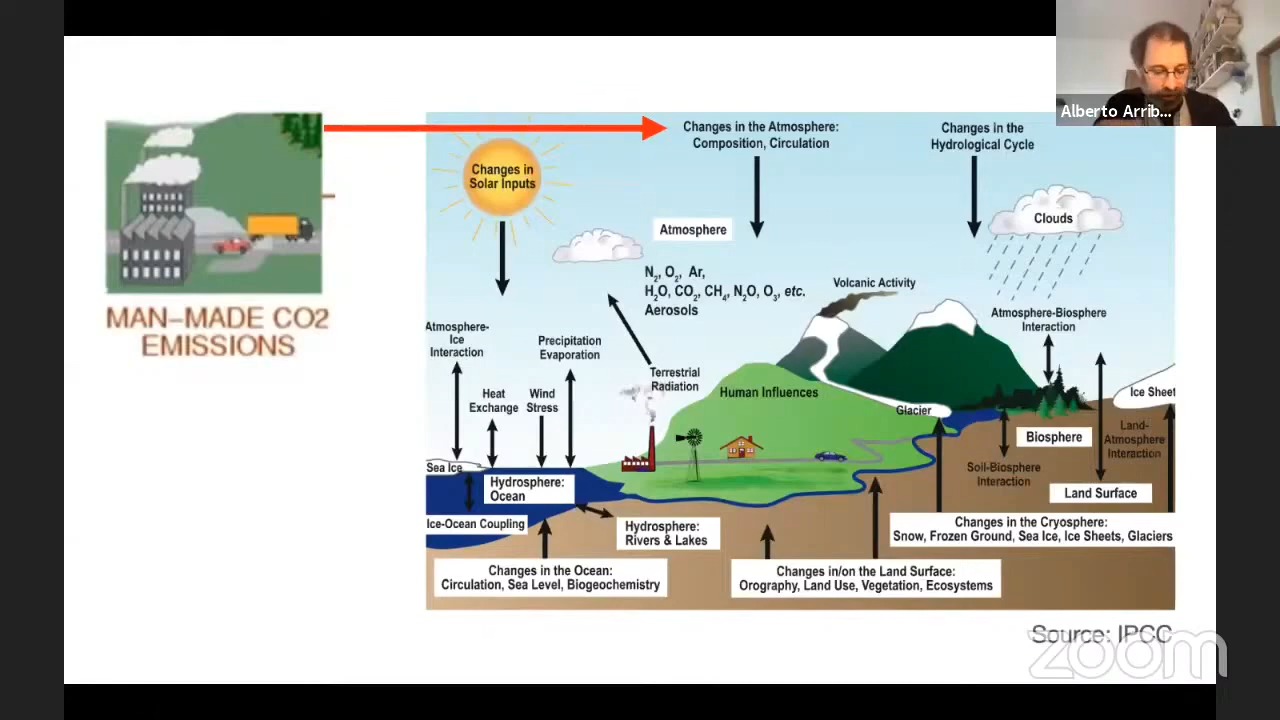 Alberto Arrib...
MAN-MADE CO2
EMISSIONS
Changes in the Atmosphere:
Composition, Circulation
Changes in the
Hydrological Cycle
Changes in
Solar Inputs
Clouds
Atmosphere
N₂, O₂, Ar,
H₂O, CO₂, CH₄, N₂O, O₃, etc.
Aerosols
Volcanic Activity
Atmosphere-Biosphere
Interaction
Atmosphere-
Ice
Interaction
Precipitation
Evaporation
Terrestrial
Radiation
Heat
Exchange
Wind
Stress
Human Influences
Glacier
Ice Sheet
Biosphere
Land-
Atmosphere
Interaction
Soil-Biosphere
Interaction
Land Surface
Sea Ice
Hydrosphere:
Ocean
Ice-Ocean Coupling
Hydrosphere:
Rivers & Lakes
Changes in the Cryosphere:
Snow, Frozen Ground, Sea Ice, Ice Sheets, Glaciers
Changes in the Ocean:
Circulation, Sea Level, Biogeochemistry
Changes in/on the Land Surface:
Orography, Land Use, Vegetation, Ecosystems
Source: IPCC
zoom